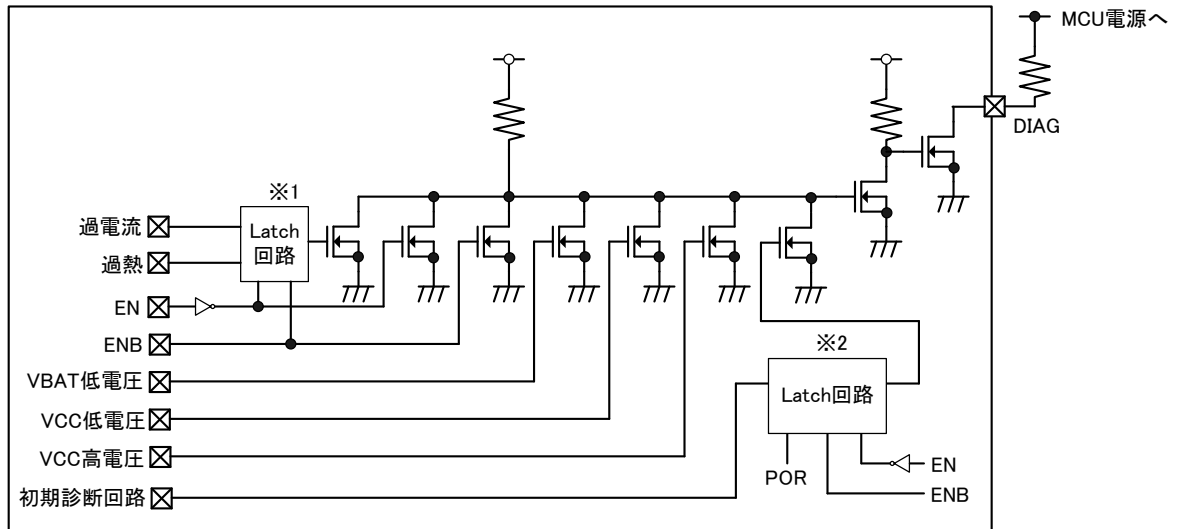 MCU電源へ
DIAG
※1
Latch
回路
過電流
過熱
EN
ENB
VBAT低電圧
VCC低電圧
VCC高電圧
初期診断回路
※2
Latch回路
POR
EN
ENB